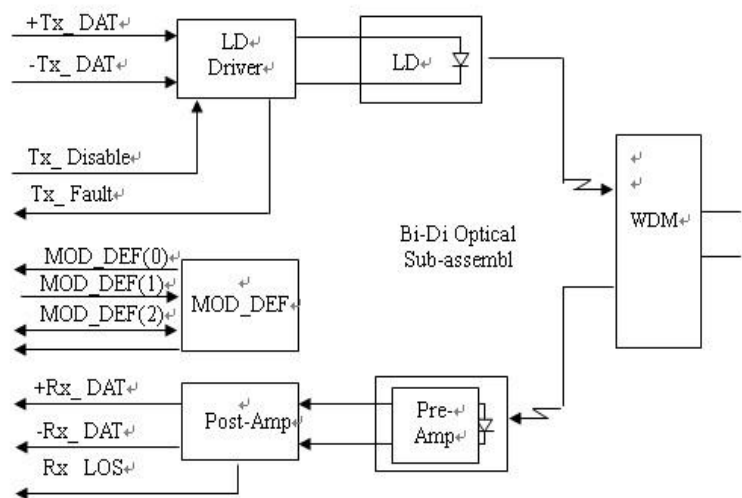 +Tx_ DAT↵
-Tx_ DAT↵
LD↵
Driver↵
LD↵
Tx_ Disable↵
Tx_ Fault↵
↵
↵
WDM↵
Bi-Di Optical↵
Sub-assembl
MOD_DEF(0)↵
MOD_DEF(1)↵
MOD_DEF(2)↵
↵
MOD_DEF
+Rx_ DAT↵
-Rx_ DAT↵
Rx LOS↵
↵
Post-Amp↵
Pre-↵
Amp↵